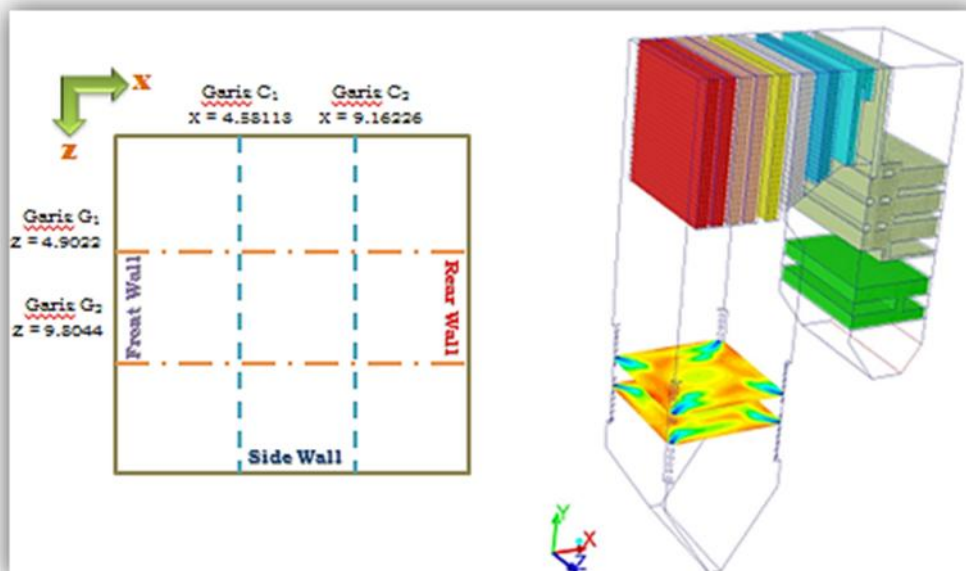 x
z
Garis C₁
X = 4.58113
Garis C₂
X = 9.16226
Garis G₁
Z = 4.9022
Garis G₂
Z = 9.8044
Front Wall
Rear Wall
Side Wall
Y
X
Z